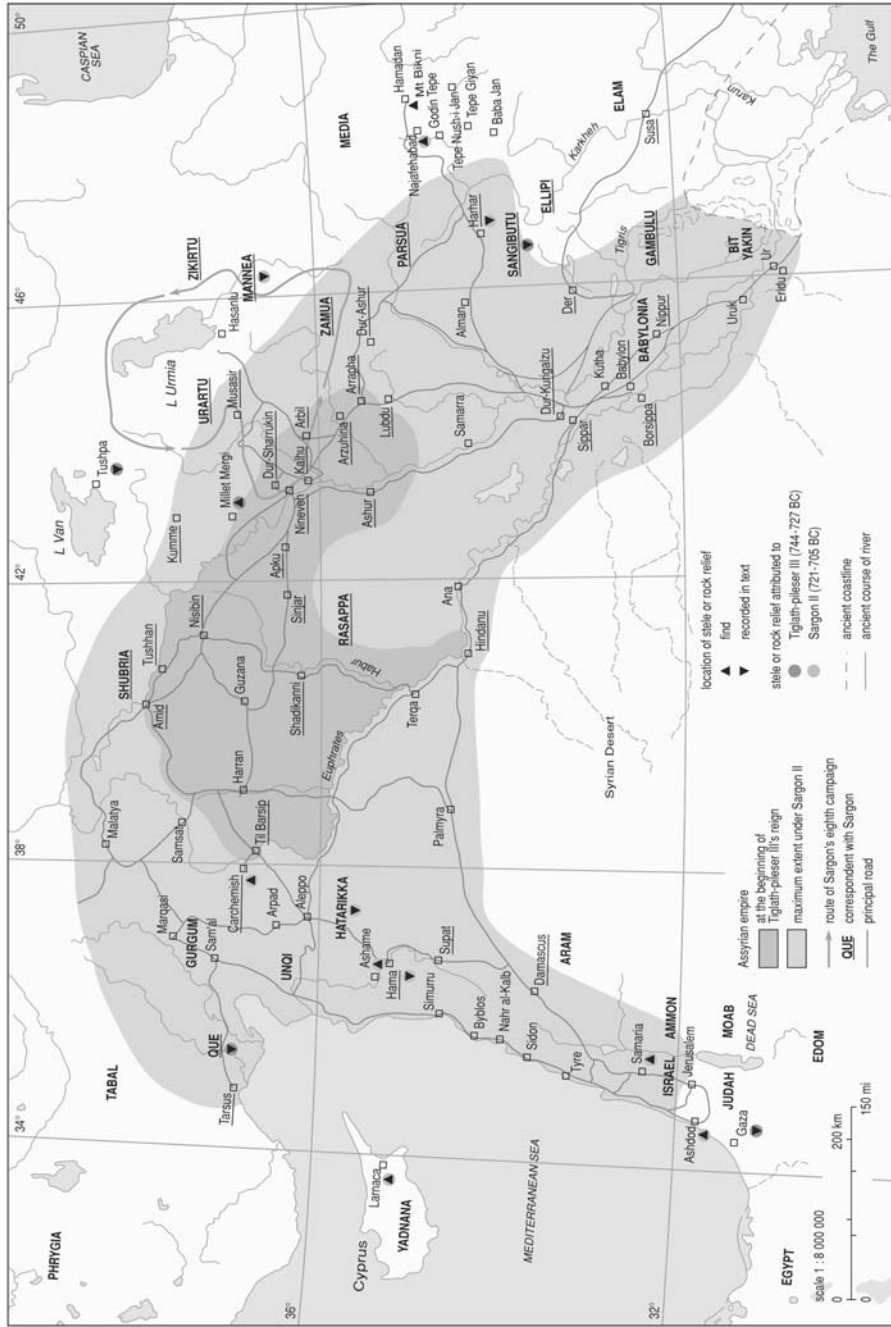 34°
38°
42°
46°
50°
36°
32°
PHRYGIA
TABAL
Tarsus
QUE
GURGUM
Marqasi
Sam'al
Malatya
Samsat
Carchemish
Til Barsip
Arpad
Aleppo
UNQI
HATARIKKA
Ashame
Hama
Simurru
Supat
Byblos
Nahr al-Kalb
Sidon
Tyre
Damascus
ARAM
Samaria
ISRAEL
AMMON
Jerusalem
JUDAH
MOAB
DEAD SEA
EDOM
Ashdod
Gaza
EGYPT
Cyprus
Larnaca
YADNANA
MEDITERRANEAN SEA
SHUBRIA
Amid
Tushhan
Nisibin
Guzana
Harran
Shadikanni
Habur
Euphrates
Terqa
Hindanu
Ana
Palmyra
Syrian Desert
RASAPPA
Sinjar
Apku
Nineveh
Kalhu
Dur-Sharrukin
Arbil
Millet Mergi
Kumme
Musasir
URARTU
L Van
Tushpa
L Urmia
Hasanlu
MANNEA
ZIKIRTU
ZAMUA
Dur-Ashur
Arrapha
Arzuhina
Lubdu
Ashur
Samarra
Alman
PARSUA
Harhar
SANGIBUTU
ELLIPI
MEDIA
CASPIAN
SEA
Hamadan
Mt Bikni
Najafehabad
Godin Tepe
Tepe Nush-i Jan
Tepe Giyan
Baba Jan
Karkheh
ELAM
Susa
Karun
The Gulf
Der
Tigris
GAMBULU
Dur-Kurigalzu
Sippar
Kutha
Babylon
BABYLONIA
Borsippa
Nippur
BIT
YAKIN
Uruk
Ur
Eridu
scale 1 : 8 000 000
0 200 km
0 150 mi
Assyrian empire
at the beginning of
Tiglath-pileser III's reign
maximum extent under Sargon II
route of Sargon's eighth campaign
QUE correspondent with Sargon
principal road
location of stele or rock relief
find
recorded in text
stele or rock relief attributed to
Tiglath-pileser III (744-727 BC)
Sargon II (721-705 BC)
ancient coastline
ancient course of river